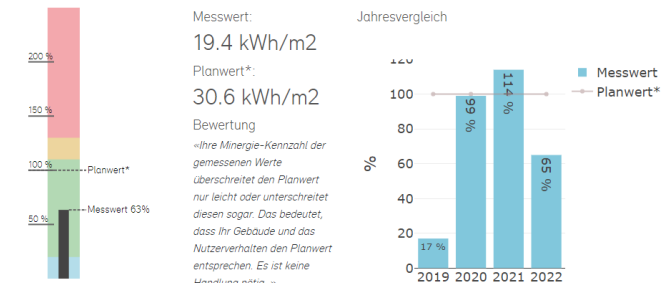 200 %
150 %
100 %
Planwert*
Messwert 63%
50 %
Messwert:
19.4 kWh/m2
Planwert*:
30.6 kWh/m2
Bewertung
«Ihre Minergie-Kennzahl der
gemessenen Werte
überschreitet den Planwert
nur leicht oder unterschreitet
diesen sogar. Das bedeutet,
dass Ihr Gebäude und das
Nutzerverhalten den Planwert
entsprechen. Es ist keine
Handlung nötig. »
Jahresvergleich
120
100
80
60
40
20
0
%
17 %
99 %
114 %
65 %
2019 2020 2021 2022
Messwert
Planwert*